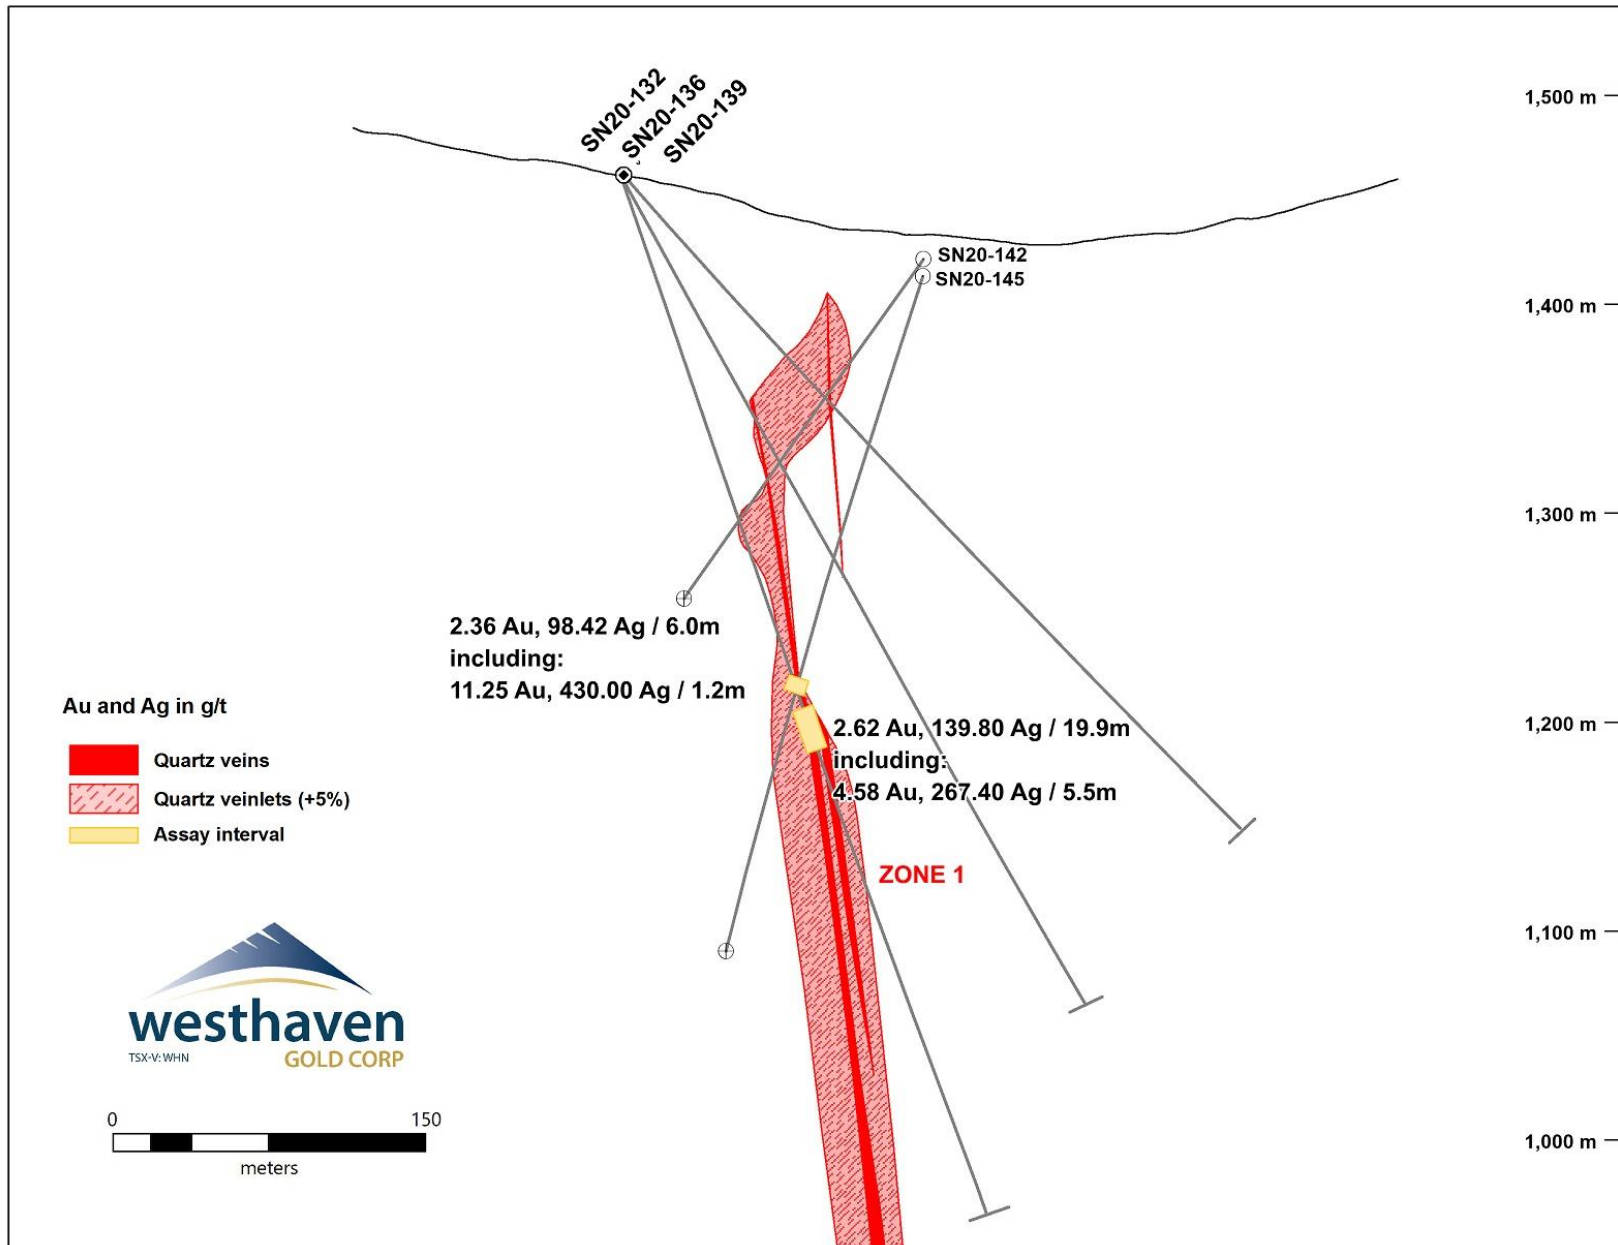 1,500 m
SN20-132
SN20-136
SN20-139
SN20-142
SN20-145
1,400 m
1,300 m
2.36 Au, 98.42 Ag / 6.0m
including:
11.25 Au, 430.00 Ag / 1.2m
2.62 Au, 139.80 Ag / 19.9m
including:
4.58 Au, 267.40 Ag / 5.5m
1,200 m
Au and Ag in g/t
Quartz veins
Quartz veinlets (+5%)
Assay interval
ZONE 1
1,100 m
westhaven
TSX-V: WHN
GOLD CORP
0 150
meters
1,000 m